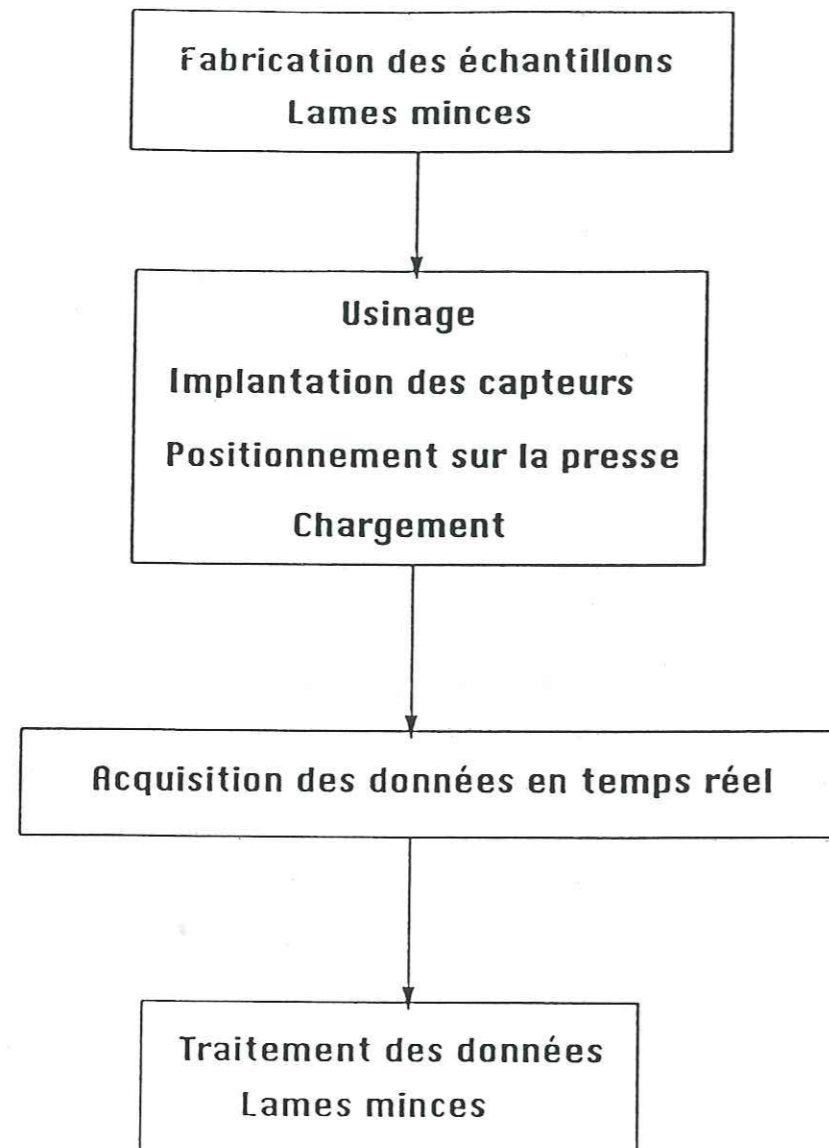 Fabrication des échantillons
Lames minces
Usinage
Implantation des capteurs
Positionnement sur la presse
Chargement
Acquisition des données en temps réel
Traitement des données
Lames minces